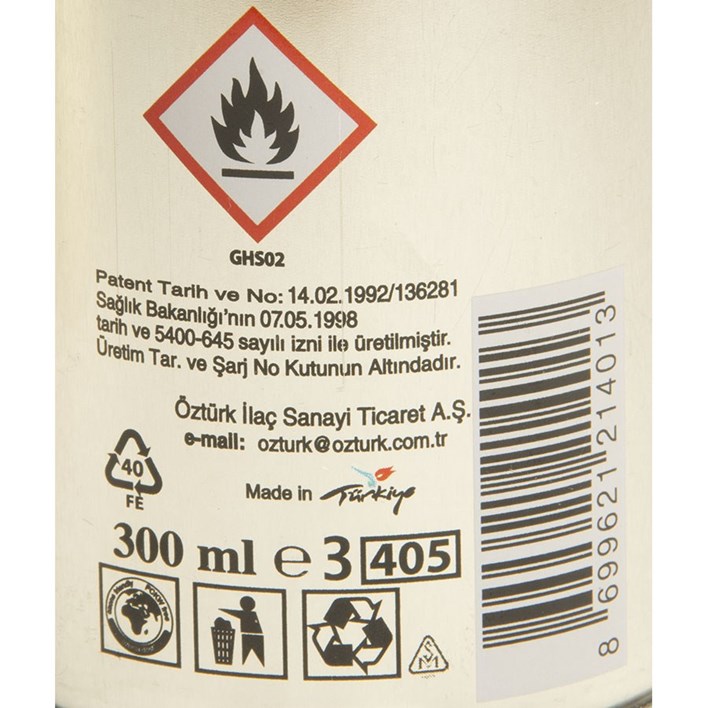 GHS02
Patent Tarih ve No: 14.02.1992/136281
Sağlık Bakanlığı'nın 07.05.1998
tarih ve 5400-645 sayılı izni ile üretilmiştir.
Üretim Tar. ve Şarj No Kutunun Altındadır.
Öztürk İlaç Sanayi Ticaret A.Ş.
e-mail: ozturk@ozturk.com.tr
40
FE
Made in Türkiye
300 ml e 3 405
8 699621 214013